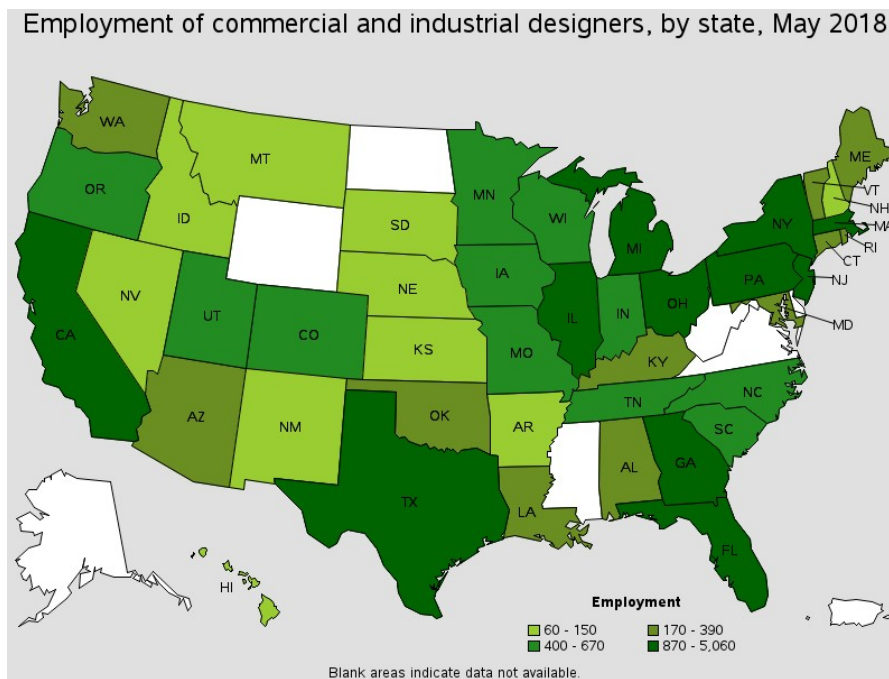 Employment of commercial and industrial designers, by state, May 2018
WA
MT
ME
VT
NH
MA
RI
CT
OR
ID
SD
MN
WI
MI
NY
NV
UT
CO
NE
IA
IL
IN
OH
PA
NJ
MD
CA
KS
MO
KY
AZ
NM
OK
AR
TN
NC
SC
TX
LA
AL
GA
FL
HI
Employment
60 - 150
170 - 390
400 - 670
870 - 5,060
Blank areas indicate data not available.